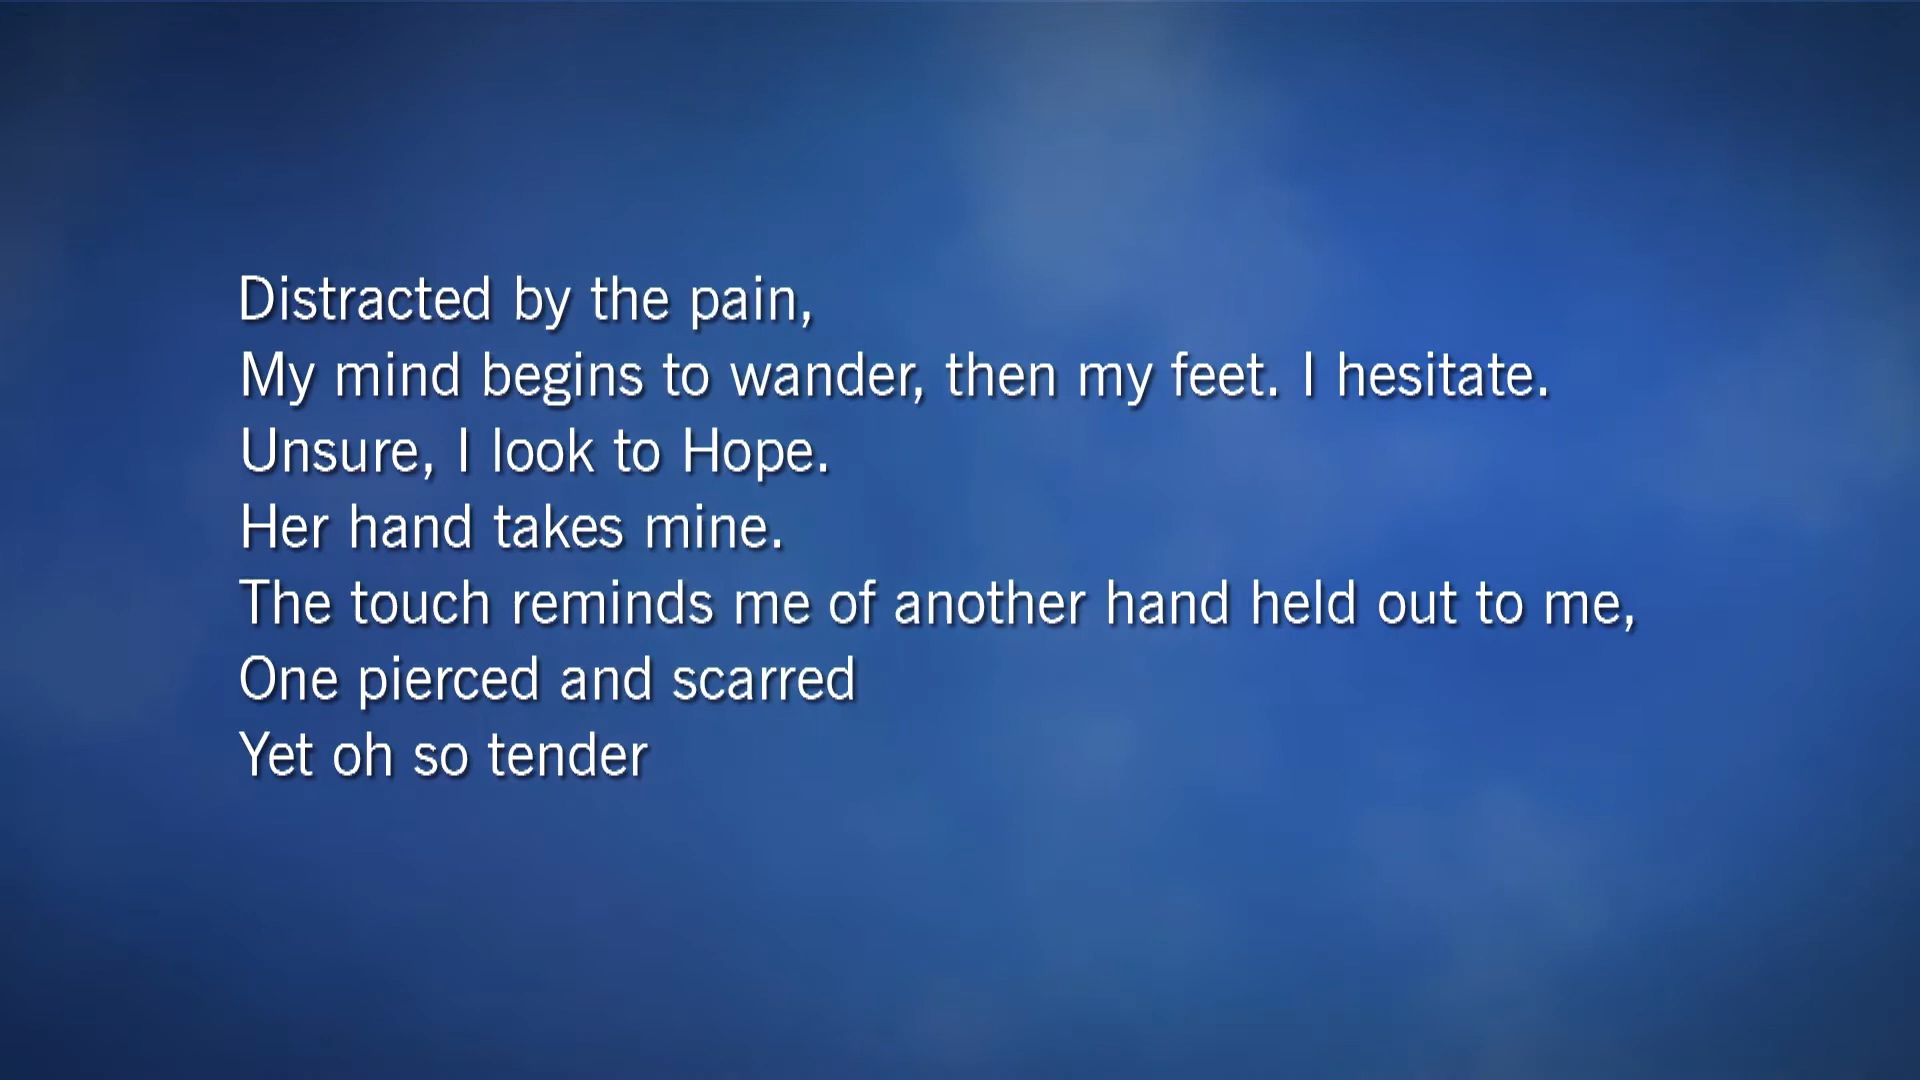 Distracted by the pain,
My mind begins to wander, then my feet. I hesitate.
Unsure, I look to Hope.
Her hand takes mine.
The touch reminds me of another hand held out to me,
One pierced and scarred
Yet oh so tender